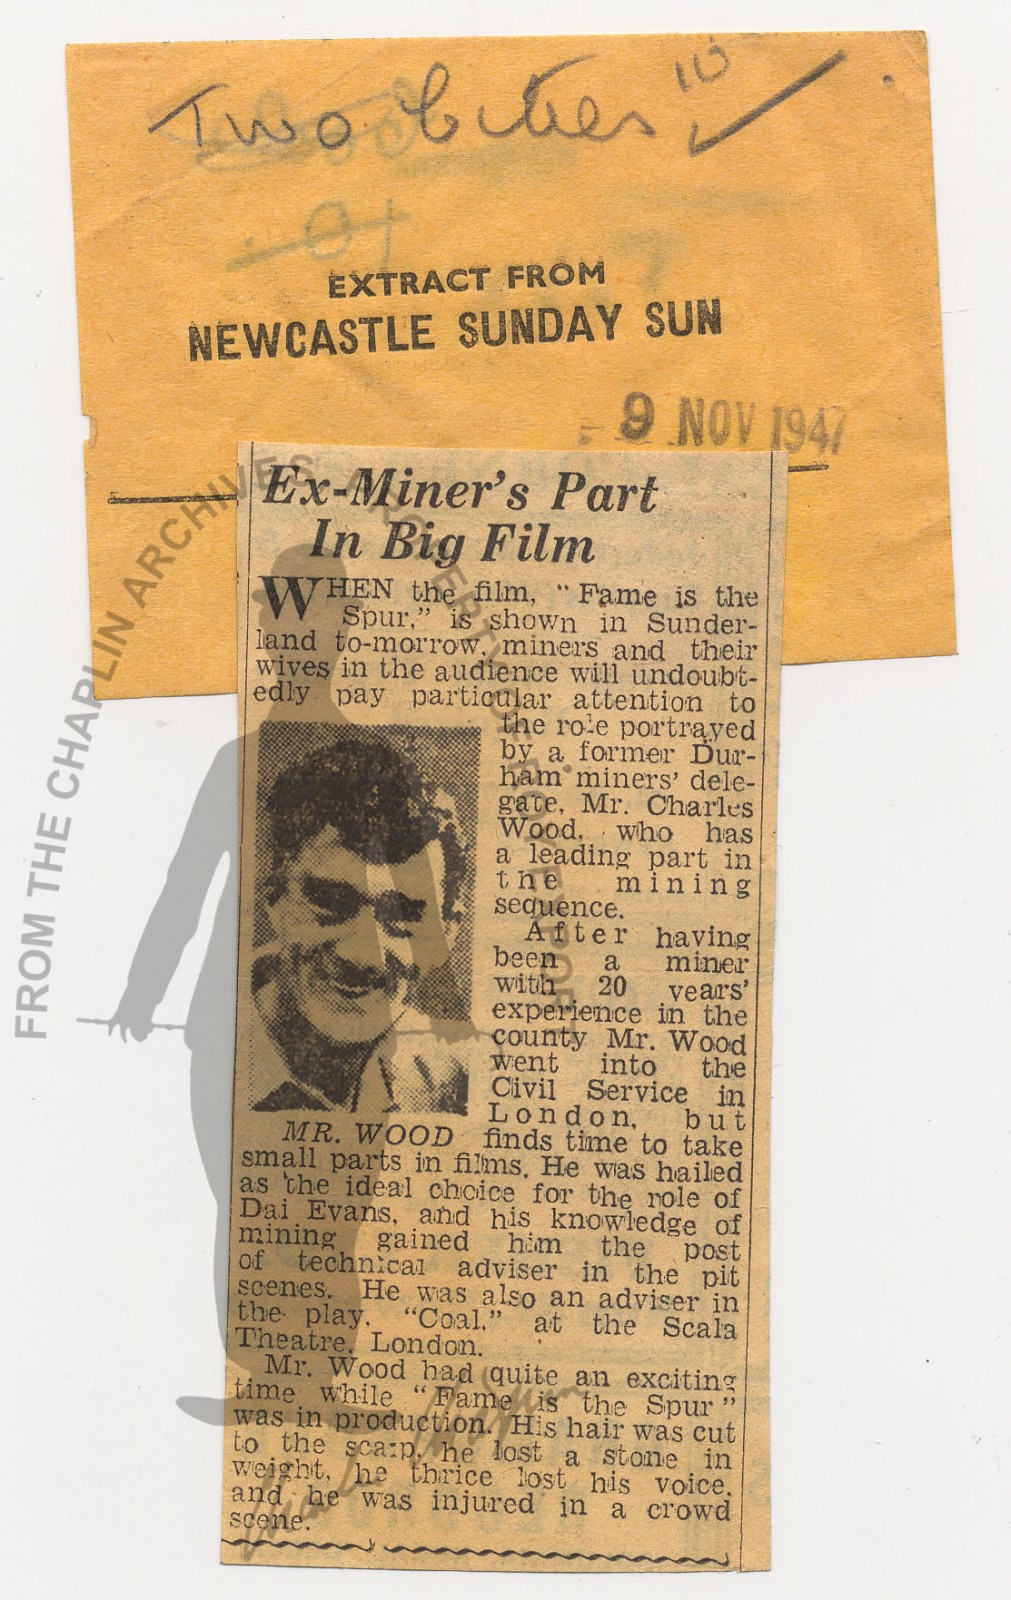 Two Cities
EXTRACT FROM
NEWCASTLE SUNDAY SUN
9 NOV 1947
Ex-Miner's Part
In Big Film
WHEN the film, "Fame is the
Spur," is shown in Sunder-
land to-morrow, miners and their
wives in the audience will undoubt-
edly pay particular attention to
the role portrayed
by a former Dur-
ham miners' dele-
gate, Mr. Charles
Wood, who has
a leading part in
the mining
sequence.
After having
been a miner
with 20 years'
experience in the
county Mr. Wood
went into the
Civil Service in
London, but
MR. WOOD finds time to take
small parts in films. He was hailed
as the ideal choice for the role of
Dai Evans, and his knowledge of
mining gained him the post
of technical adviser in the pit
scenes. He was also an adviser in
the play, "Coal," at the Scala
Theatre, London.
Mr. Wood had quite an exciting
time while "Fame is the Spur"
was in production. His hair was cut
to the scalp, he lost a stone in
weight, he thrice lost his voice,
and he was injured in a crowd
scene.
FROM THE CHAPLIN ARCHIVES